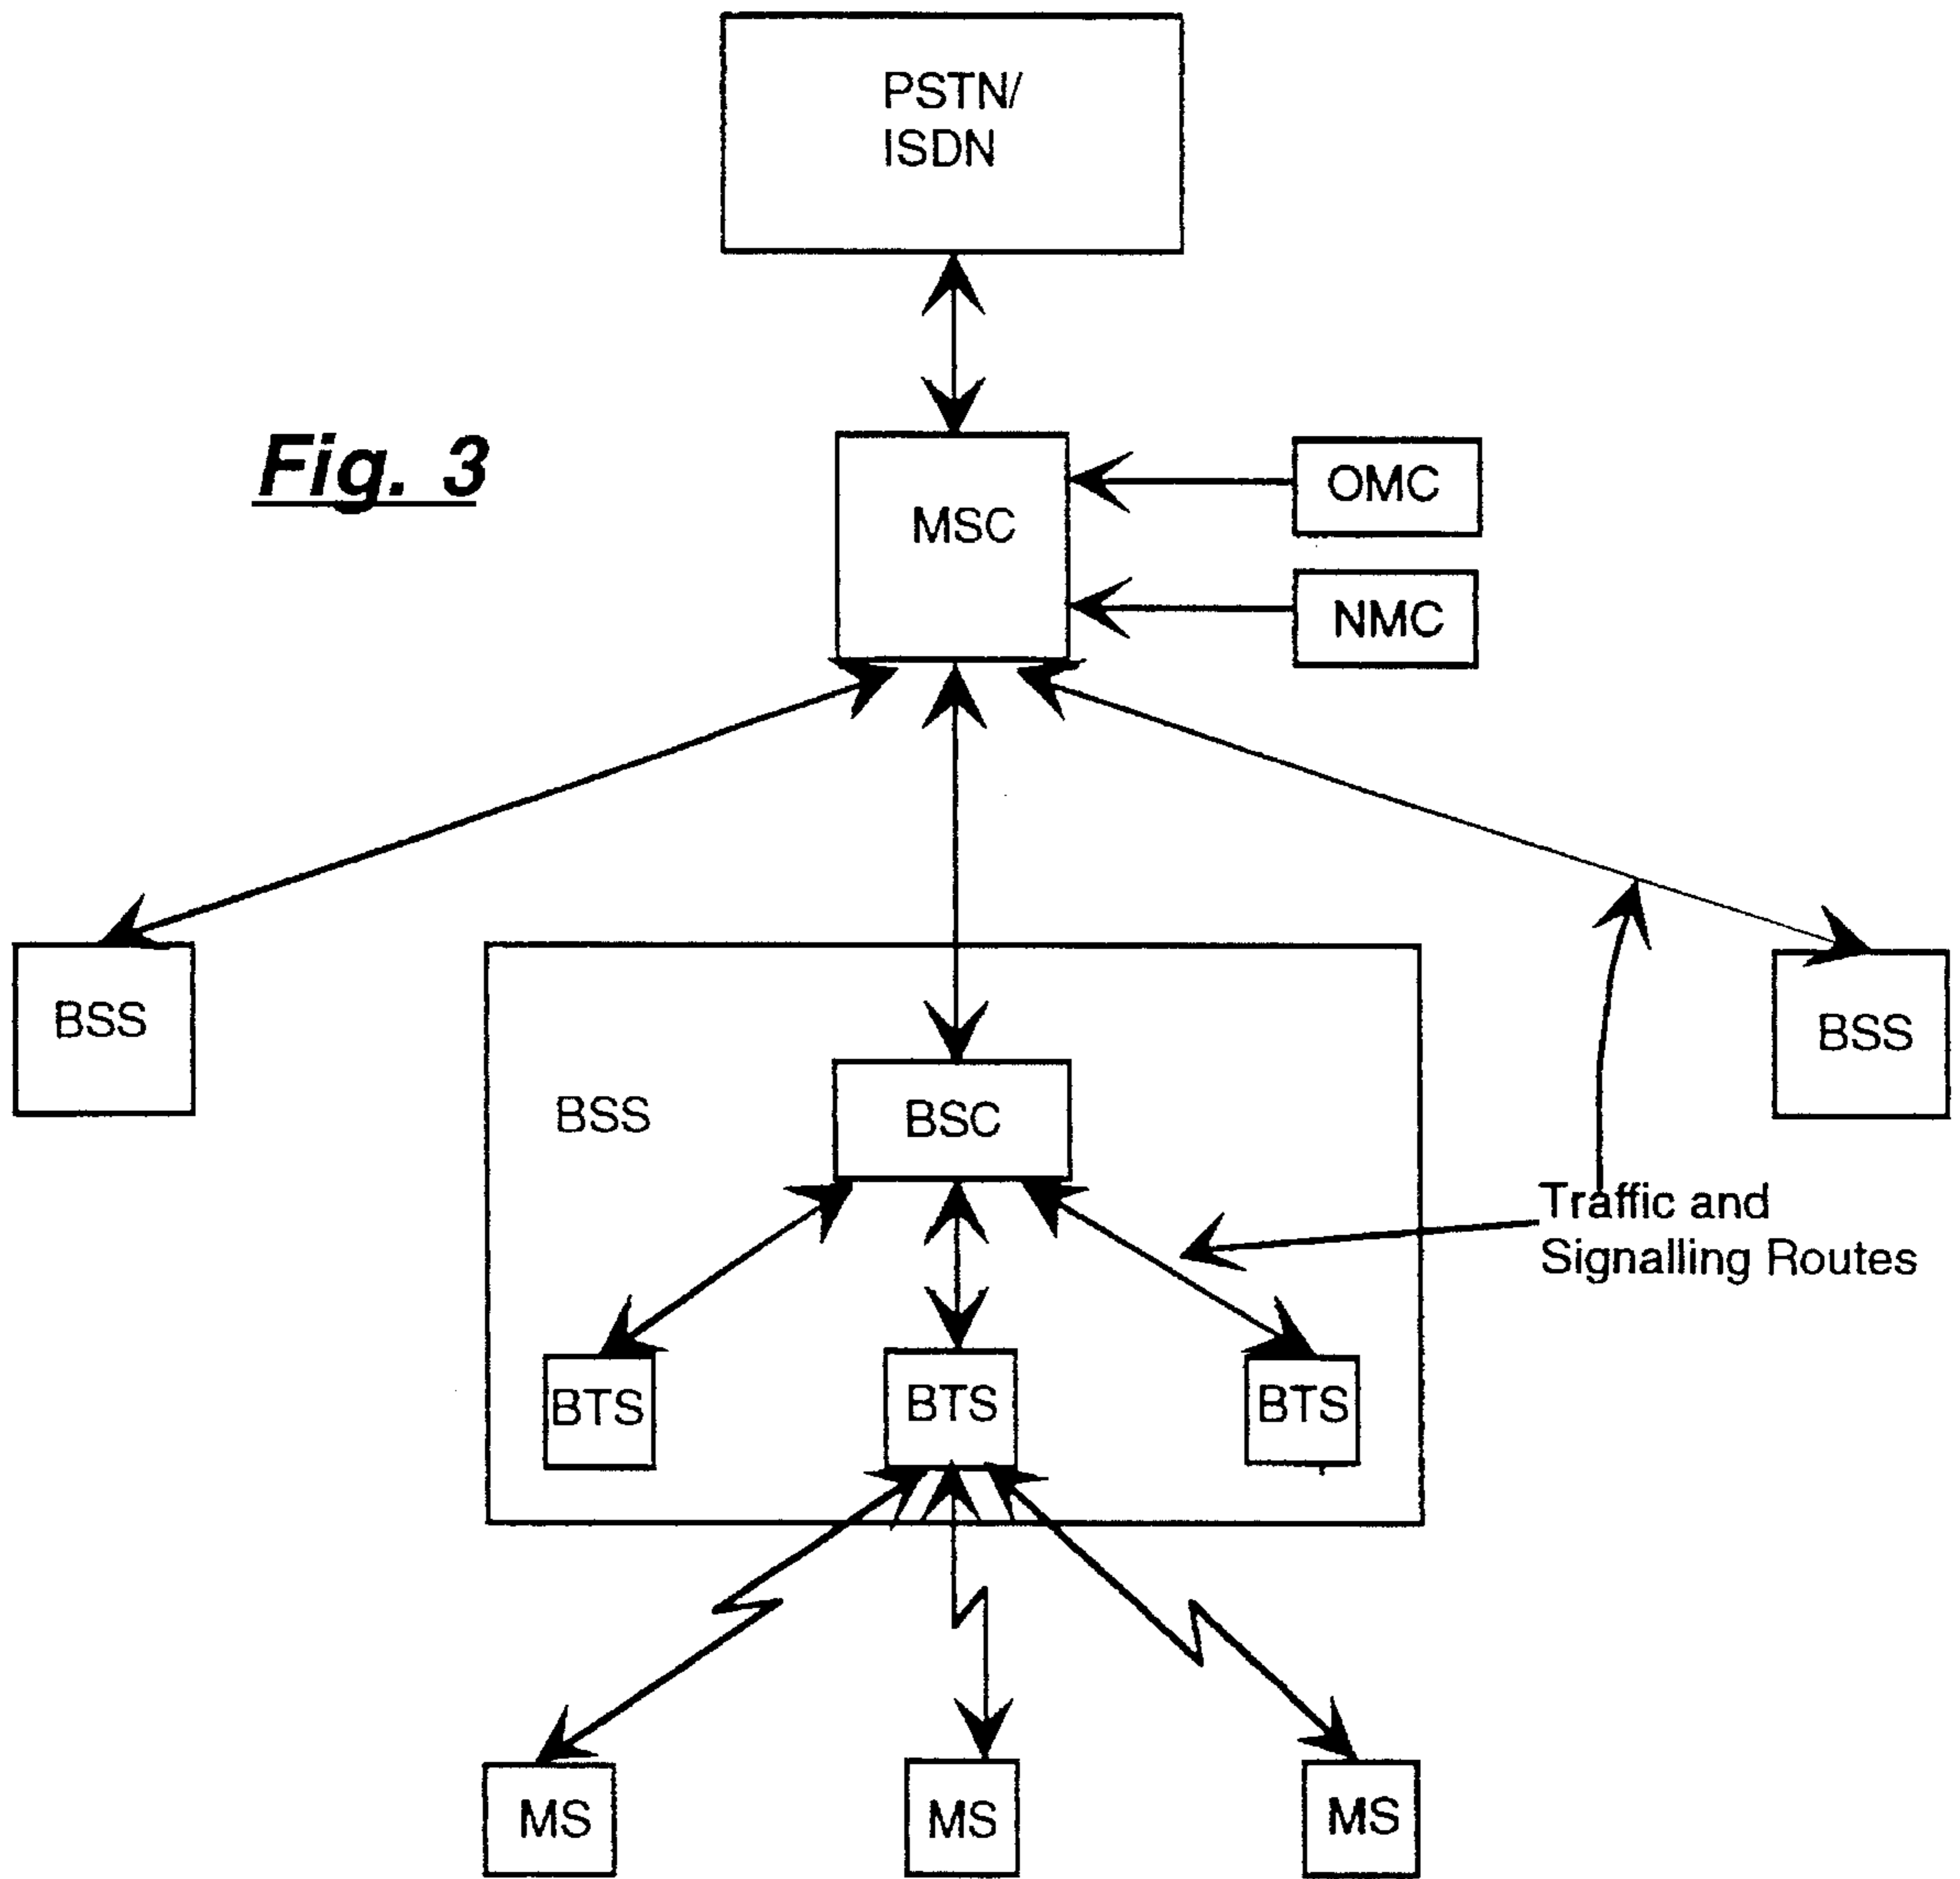 PSTN/
ISDN
Fig. 3
MSC
OMC
NMC
BSS
BSS
BSS
BSC
Traffic and
Signalling Routes
BTS
BTS
BTS
MS
MS
MS